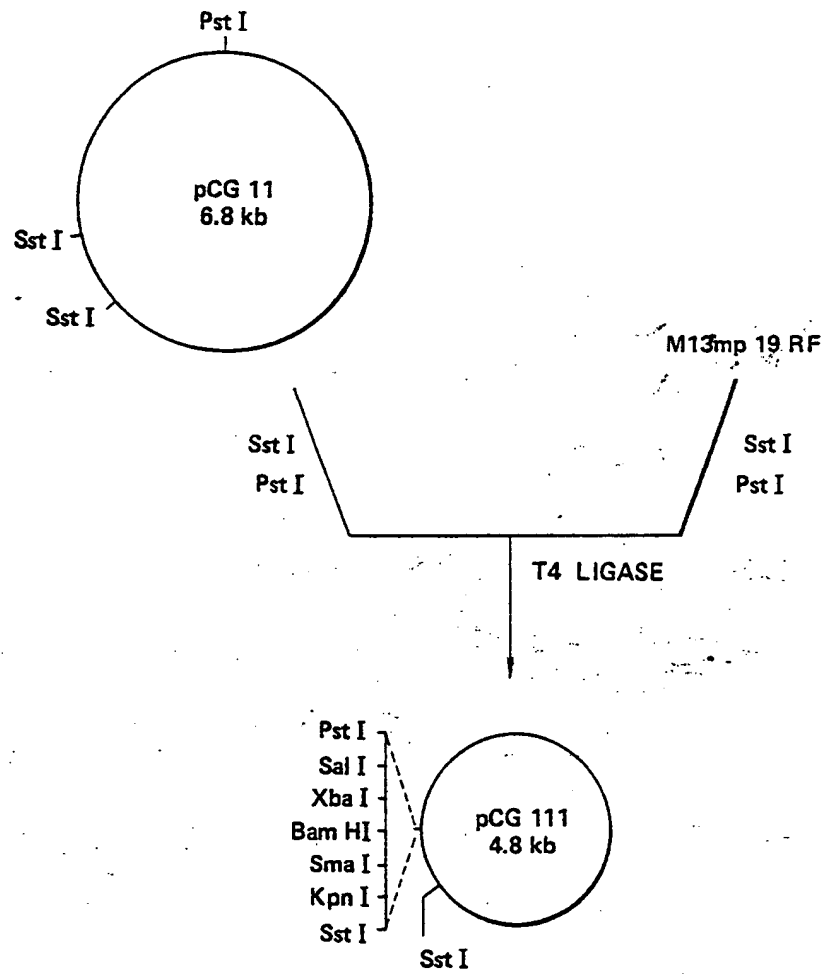 Pst I
pCG 11
6.8 kb
Sst I
Sst I
M13mp 19 RF
Sst I
Pst I
Sst I
Pst I
T4 LIGASE
Pst I
Sal I
Xba I
Bam HI
Sma I
Kpn I
Sst I
pCG 111
4.8 kb
Sst I